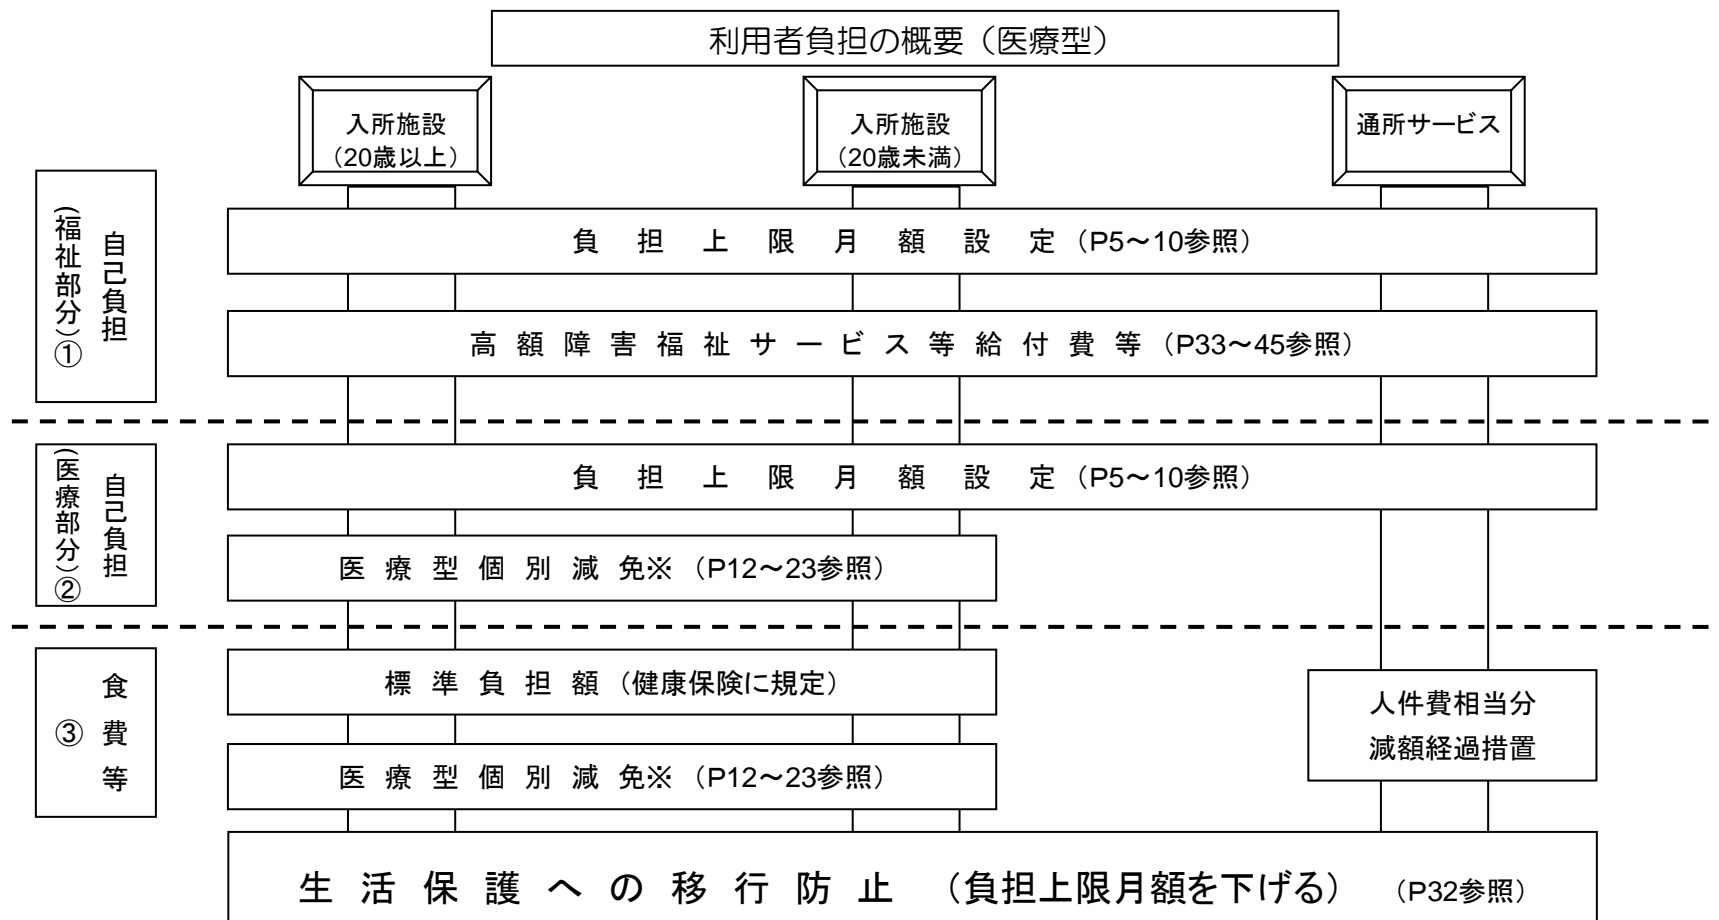 利用者負担の概要（医療型）
入所施設
（20歳以上）
入所施設
（20歳未満）
通所サービス
自己負担
（福祉部分）①
負担上限月額設定（P5～10参照）
高額障害福祉サービス等給付費等（P33～45参照）
自己負担
（医療部分）②
負担上限月額設定（P5～10参照）
医療型個別減免※（P12～23参照）
食費等
③
標準負担額（健康保険に規定）
人件費相当分
減額経過措置
医療型個別減免※（P12～23参照）
生活保護への移行防止（負担上限月額を下げる）（P32参照）